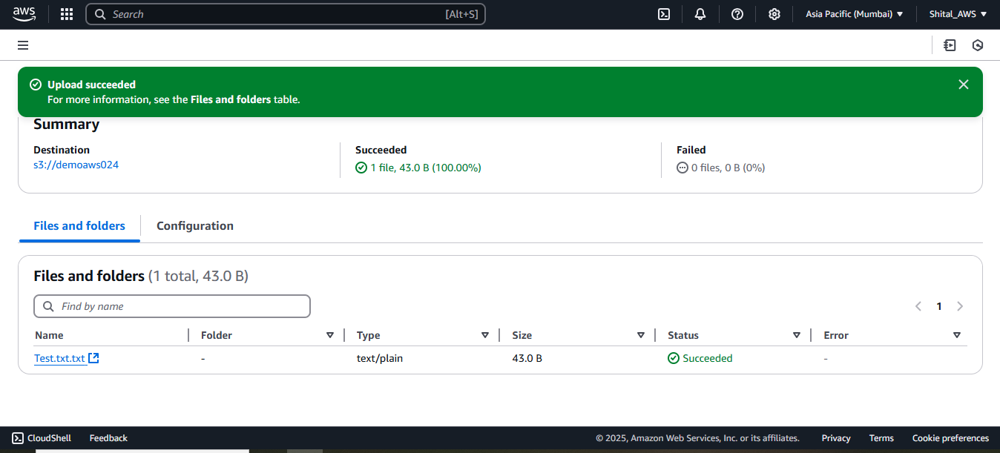 aws Search [Alt+S] Asia Pacific (Mumbai) Shital_AWS
Upload succeeded
For more information, see the Files and folders table.
Summary
Destination Succeeded Failed
s3://demoaws024 1 file, 43.0 B (100.00%) 0 files, 0 B (0%)
Files and folders Configuration
Files and folders (1 total, 43.0 B)
Find by name 1
Name Folder Type Size Status Error
Test.txt.txt - text/plain 43.0 B Succeeded -
CloudShell Feedback © 2025, Amazon Web Services, Inc. or its affiliates. Privacy Terms Cookie preferences